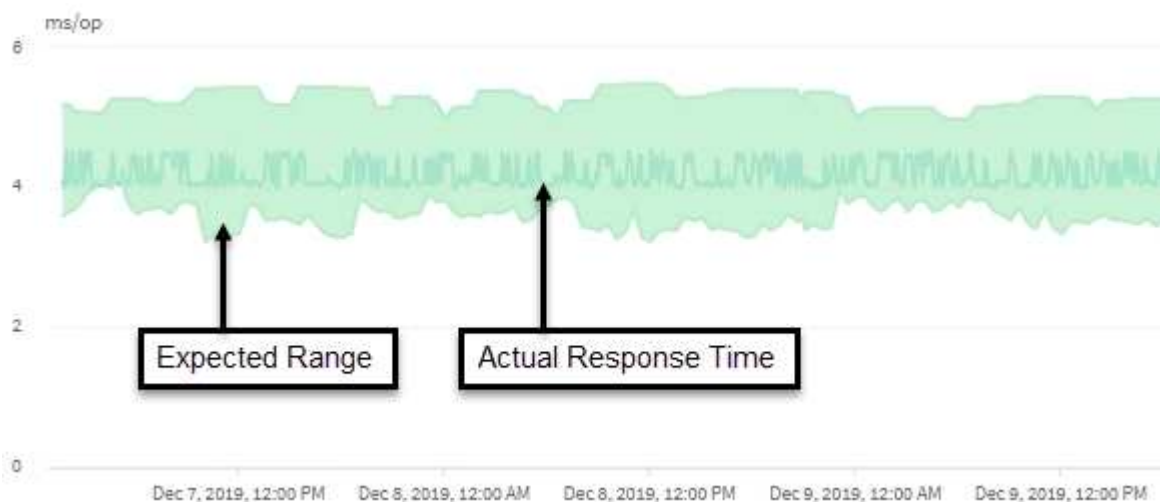 ms/op
6
4
2
Expected Range
Actual Response Time
0
Dec 7, 2019, 12:00 PM
Dec 8, 2019, 12:00 AM
Dec 8, 2019, 12:00 PM
Dec 9, 2019, 12:00 AM
Dec 9, 2019, 12:00 PM